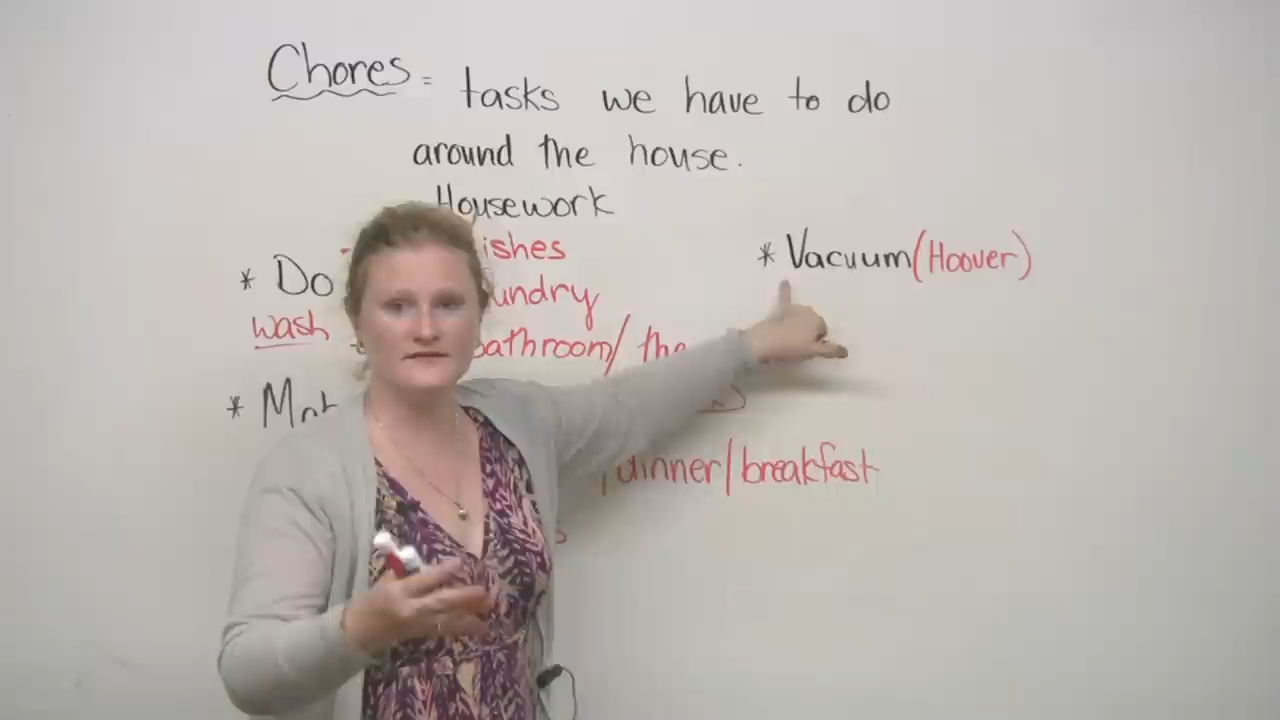 Chores = tasks we have to do
around the house.
Housework
* Do
ishes
undry
wash
bathroom/ the
* Vacuum (Hoover)
dinner/breakfast